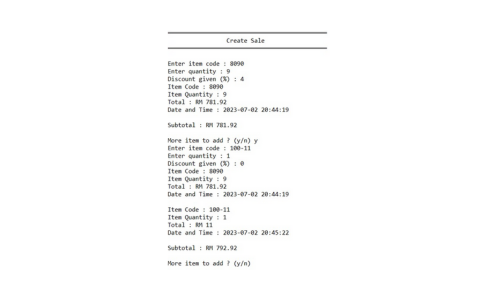 Create Sale
Enter item code : 8090
Enter quantity : 9
Discount given (%) : 4
Item Code : 8090
Item Quantity : 9
Total : RM 781.92
Date and Time : 2023-07-02 20:44:19
Subtotal : RM 781.92
More item to add ? (y/n) y
Enter item code : 100-11
Enter quantity : 1
Discount given (%) : 0
Item Code : 8090
Item Quantity : 9
Total : RM 781.92
Date and Time : 2023-07-02 20:44:19
Item Code : 100-11
Item Quantity : 1
Total : RM 11
Date and Time : 2023-07-02 20:45:22
Subtotal : RM 792.92
More item to add ? (y/n)